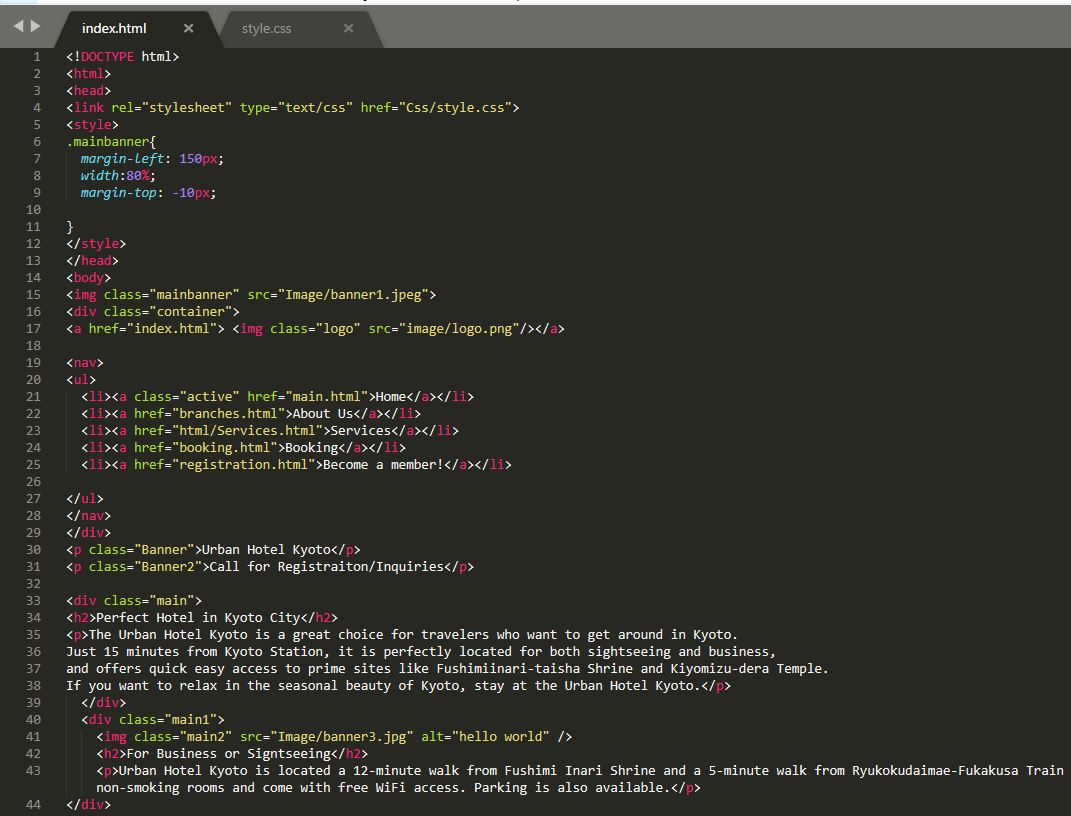 index.html × style.css ×
1 <!DOCTYPE html>
2 <html>
3 <head>
4 <link rel="stylesheet" type="text/css" href="Css/style.css">
5 <style>
6 .mainbanner{
7 margin-left: 150px;
8 width:80%;
9 margin-top: -10px;
10
11 }
12 </style>
13 </head>
14 <body>
15 <img class="mainbanner" src="Image/banner1.jpeg">
16 <div class="container">
17 <a href="index.html"> <img class="logo" src="image/logo.png"/></a>
18
19 <nav>
20 <ul>
21 <li><a class="active" href="main.html">Home</a></li>
22 <li><a href="branches.html">About Us</a></li>
23 <li><a href="html/Services.html">Services</a></li>
24 <li><a href="booking.html">Booking</a></li>
25 <li><a href="registration.html">Become a member!</a></li>
26
27 </ul>
28 </nav>
29 </div>
30 <p class="Banner">Urban Hotel Kyoto</p>
31 <p class="Banner2">Call for Registraiton/Inquiries</p>
32
33 <div class="main">
34 <h2>Perfect Hotel in Kyoto City</h2>
35 <p>The Urban Hotel Kyoto is a great choice for travelers who want to get around in Kyoto.
36 Just 15 minutes from Kyoto Station, it is perfectly located for both sightseeing and business,
37 and offers quick easy access to prime sites like Fushimiinari-taisha Shrine and Kiyomizu-dera Temple.
38 If you want to relax in the seasonal beauty of Kyoto, stay at the Urban Hotel Kyoto.</p>
39 </div>
40 <div class="main1">
41 <img class="main2" src="Image/banner3.jpg" alt="hello world" />
42 <h2>For Business or Signtseeing</h2>
43 <p>Urban Hotel Kyoto is located a 12-minute walk from Fushimi Inari Shrine and a 5-minute walk from Ryukokudaimae-Fukakusa Train
non-smoking rooms and come with free WiFi access. Parking is also available.</p>
44 </div>